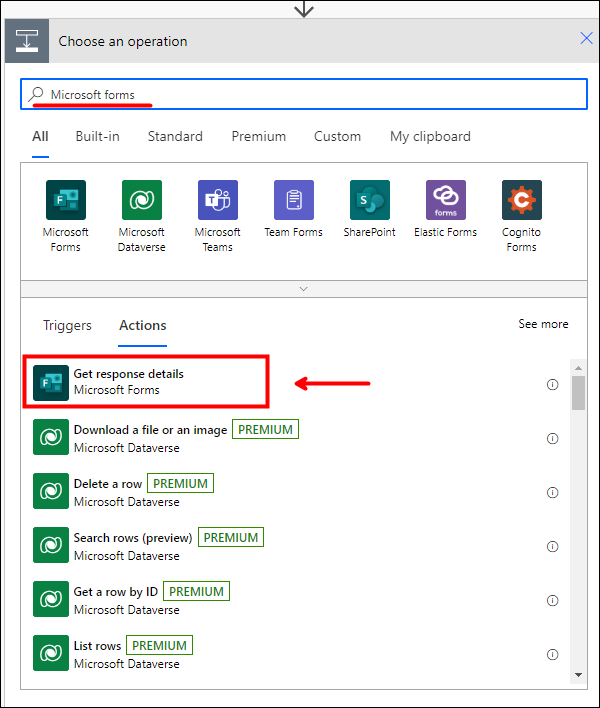 Choose an operation
Microsoft forms
All Built-in Standard Premium Custom My clipboard
Microsoft Forms
Microsoft Dataverse
Microsoft Teams
Team Forms
SharePoint
forms
Elastic Forms
Cognito Forms
Triggers Actions See more
Get response details
Microsoft Forms
Download a file or an image PREMIUM
Microsoft Dataverse
Delete a row PREMIUM
Microsoft Dataverse
Search rows (preview) PREMIUM
Microsoft Dataverse
Get a row by ID PREMIUM
Microsoft Dataverse
List rows PREMIUM
Microsoft Dataverse